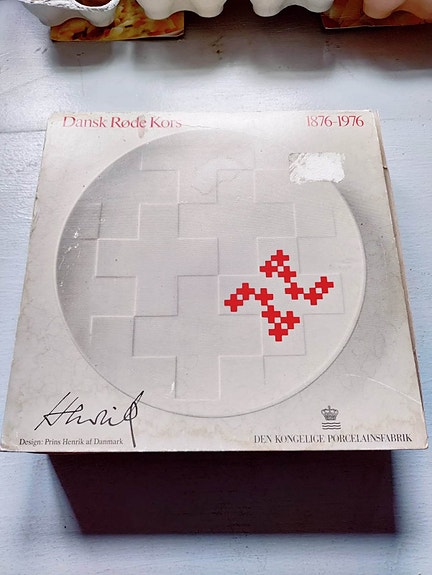 Dansk Røde Kors
1876-1976
Henrik
Design: Prins Henrik af Danmark
DEN KONGELIGE PORCELAINSFABRIK